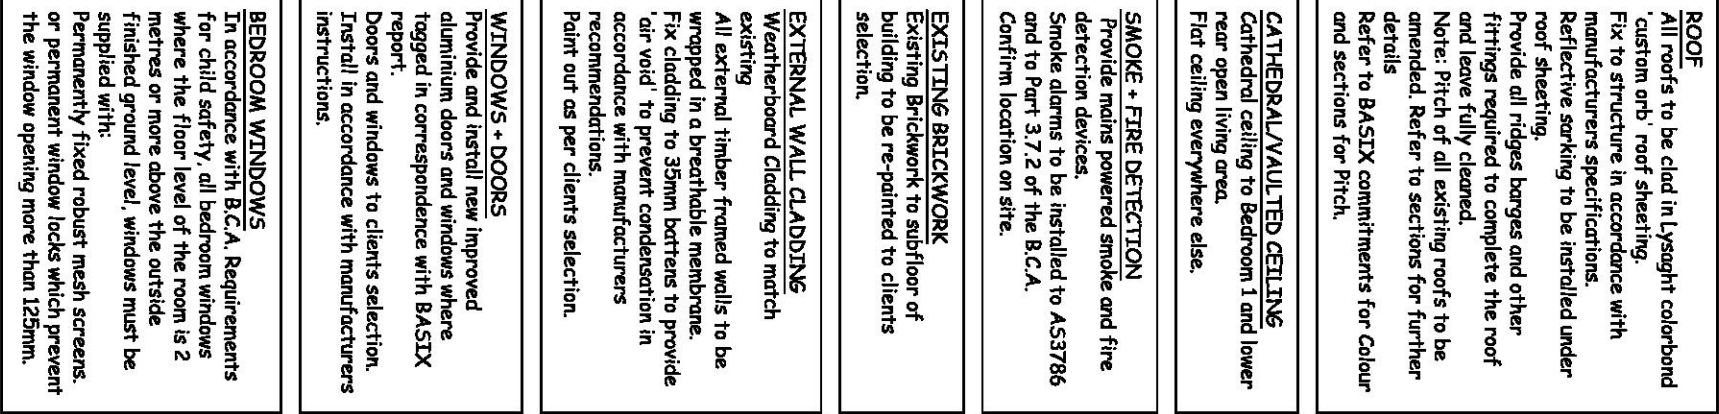 ROOF
All roofs to be clad in Lysaght colorbond
'custom orb' roof sheeting.
Fix to structure in accordance with
manufacturers specifications.
Reflective sarking to be installed under
roof sheeting.
Provide all ridges barges and other
fittings required to complete the roof
and leave fully cleaned.
Note: Pitch of all existing roofs to be
amended. Refer to sections for further
details
Refer to BASIX commitments for Colour
and sections for Pitch.
CATHEDRAL/VAULTED CEILING
Cathedral ceiling to Bedroom 1 and lower
rear open living area.
Flat ceiling everywhere else.
SMOKE + FIRE DETECTION
Provide mains powered smoke and fire
detection devices.
Smoke alarms to be installed to AS3786
and to Part 3.7.2 of the B.C.A.
Confirm location on site.
EXISTING BRICKWORK
Existing Brickwork to subfloor of
building to be re-painted to clients
selection.
EXTERNAL WALL CLADDING
Weatherboard Cladding to match
existing
All external timber framed walls to be
wrapped in a breathable membrane.
Fix cladding to 35mm battens to provide
'air void' to prevent condensation in
accordance with manufacturers
recommendations.
Paint out as per clients selection.
WINDOWS + DOORS
Provide and install new improved
aluminium doors and windows where
tagged in correspondence with BASIX
report.
Doors and windows to clients selection.
Install in accordance with manufacturers
instructions.
BEDROOM WINDOWS
In accordance with B.C.A. Requirements
for child safety, all bedroom windows
where the floor level of the room is 2
metres or more above the outside
finished ground level, windows must be
supplied with:
Permanently fixed robust mesh screens.
or permanent window locks which prevent
the window opening more than 125mm.